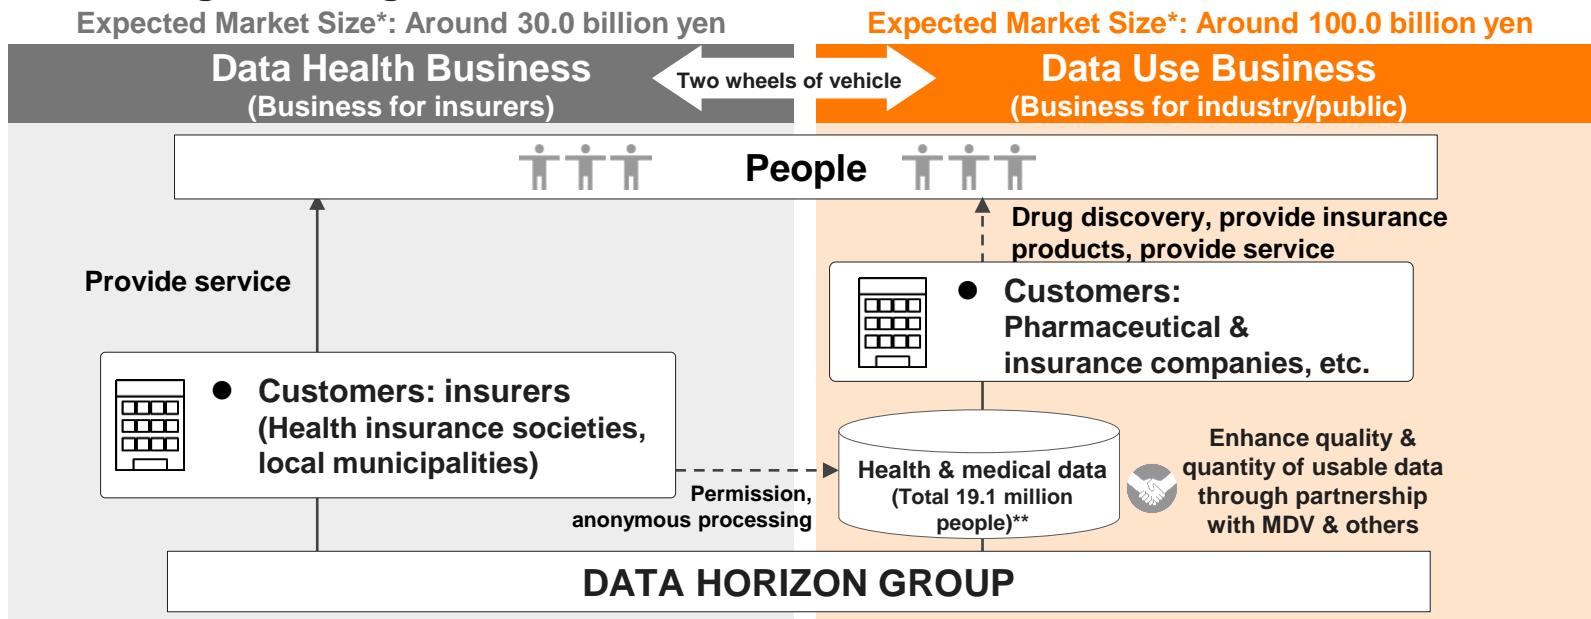 Expected Market Size*: Around 30.0 billion yen
Expected Market Size*: Around 100.0 billion yen
Data Health Business
(Business for insurers)
Two wheels of vehicle
Data Use Business
(Business for industry/public)
People
Provide service
Drug discovery, provide insurance
products, provide service
● Customers:
Pharmaceutical &
insurance companies, etc.
● Customers: insurers
(Health insurance societies,
local municipalities)
Permission,
anonymous processing
Health & medical data
(Total 19.1 million
people)**
Enhance quality &
quantity of usable data
through partnership
with MDV & others
DATA HORIZON GROUP